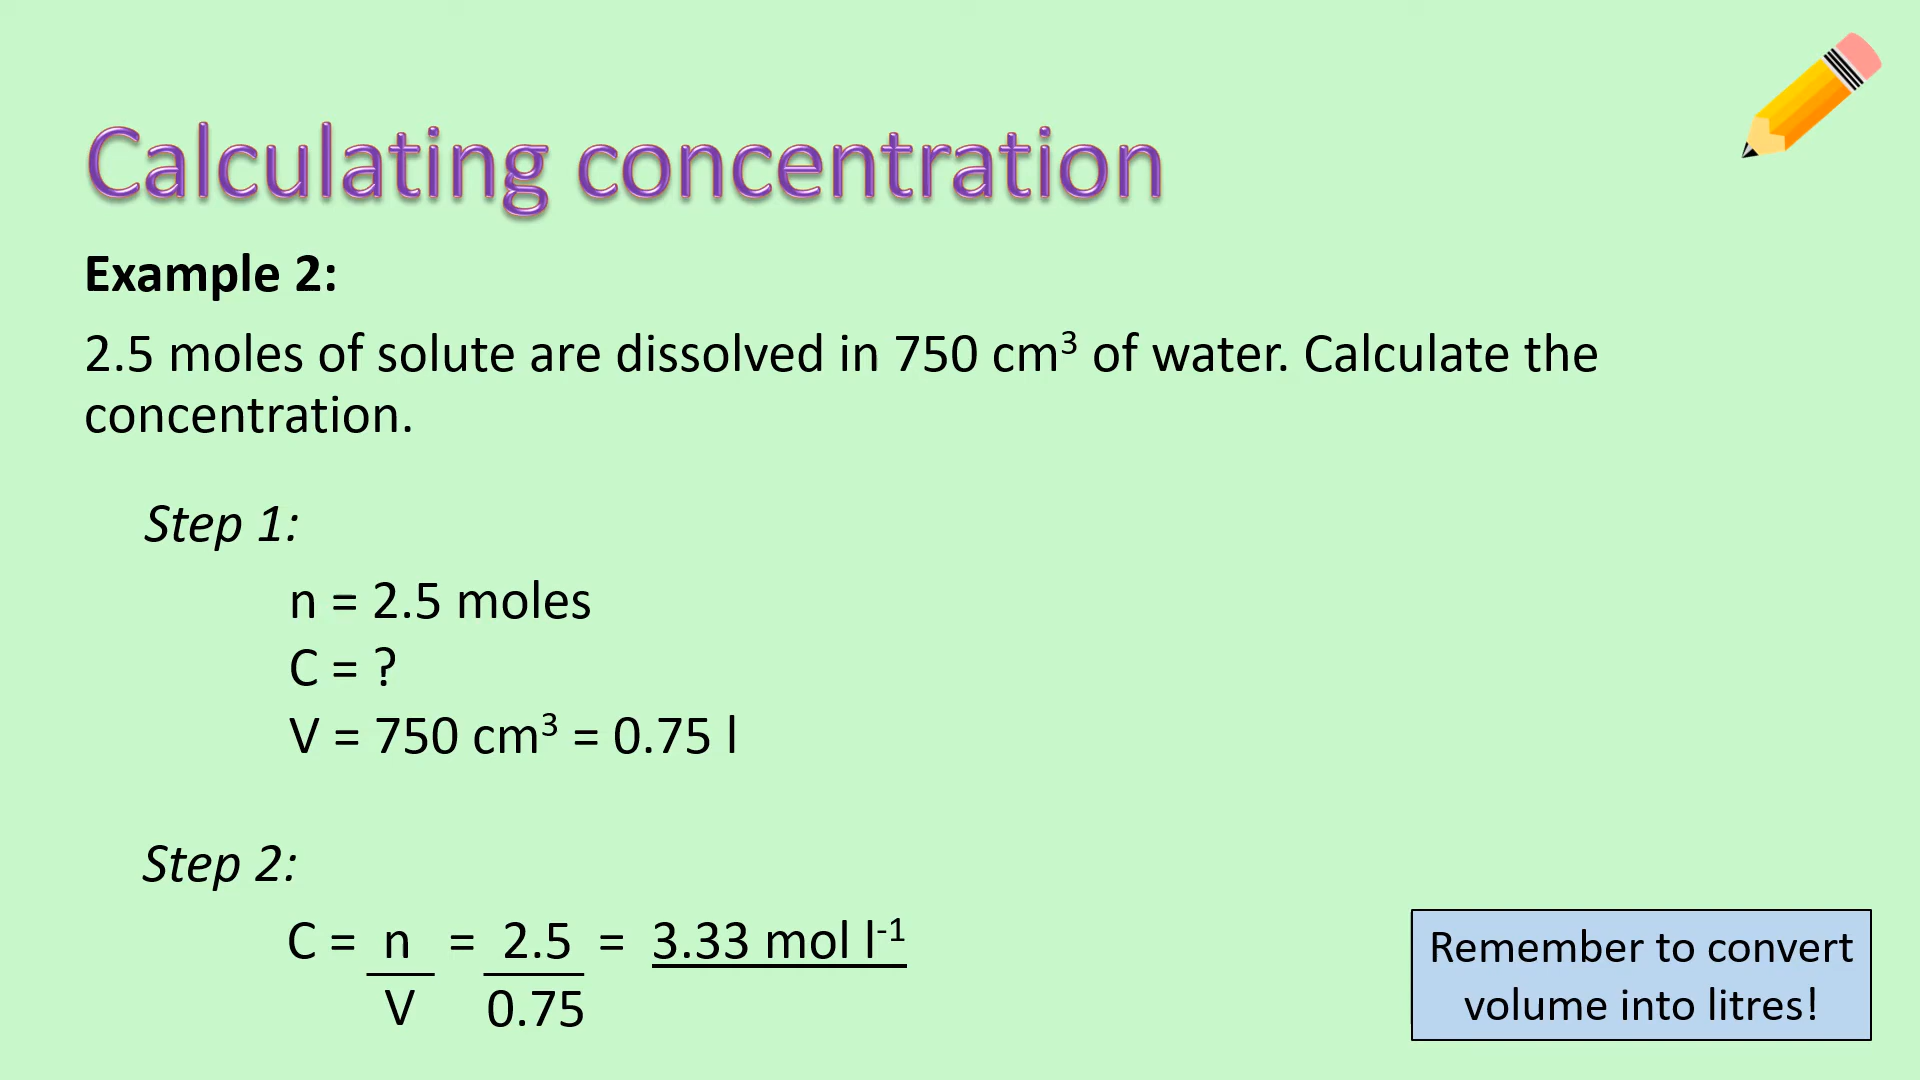 Calculating concentration
Example 2:
2.5 moles of solute are dissolved in 750 cm³ of water. Calculate the
concentration.
Step 1:
n = 2.5 moles
C = ?
V = 750 cm³ = 0.75 l
Step 2:
C = n = 2.5 = 3.33 mol l⁻¹
V 0.75
Remember to convert
volume into litres!